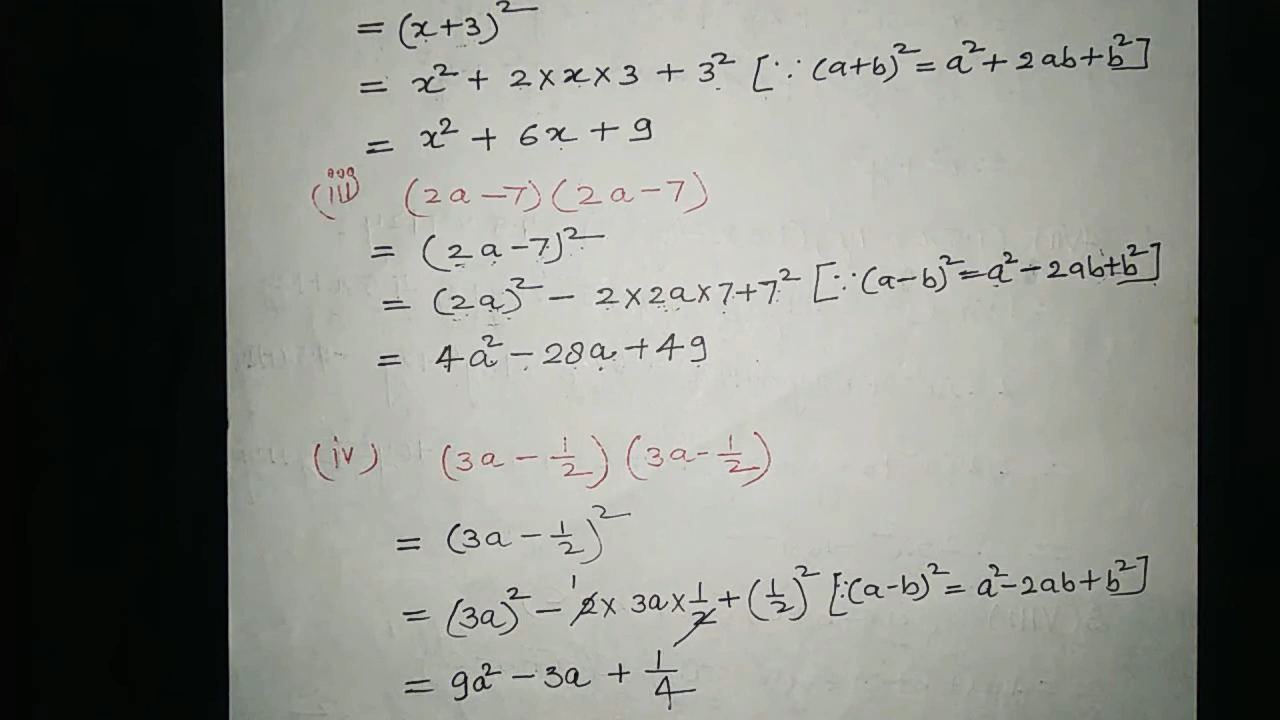 = (x+3)²
= x² + 2×x×3 + 3² [∵ (a+b)² = a² + 2ab + b²]
= x² + 6x + 9
(iii) (2a-7)(2a-7)
= (2a-7)²
= (2a)² - 2×2a×7+7² [∵ (a-b)² = a² - 2ab + b²]
= 4a² - 28a + 49
(iv) (3a - 1/2) (3a - 1/2)
= (3a - 1/2)²
= (3a)² - 2 × 3a × 1/2 + (1/2)² [∵ (a-b)² = a² - 2ab + b²]
= 9a² - 3a + 1/4